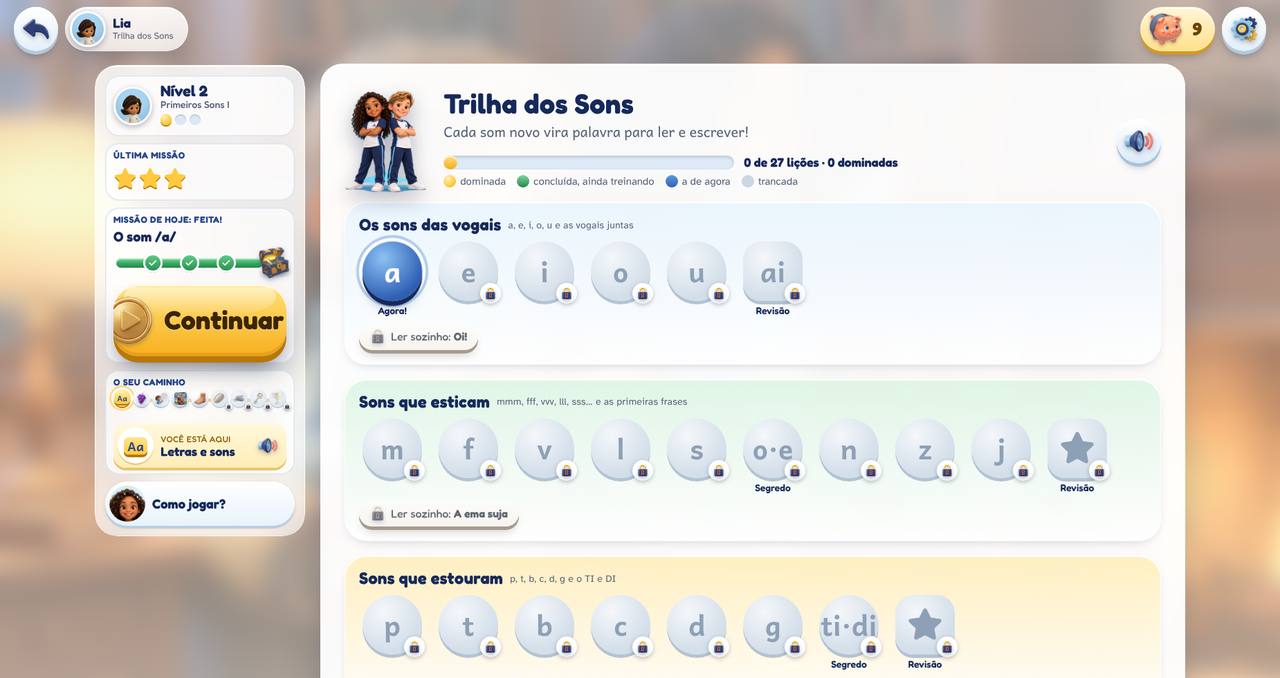 Lia
Trilha dos Sons
9
Nível 2
Primeiros Sons I
ÚLTIMA MISSÃO
MISSÃO DE HOJE: FEITA!
O som /a/
Continuar
O SEU CAMINHO
Aa
Aa
VOCÊ ESTÁ AQUI
Letras e sons
Como jogar?
Trilha dos Sons
Cada som novo vira palavra para ler e escrever!
0 de 27 lições · 0 dominadas
dominada concluída, ainda treinando a de agora trancada
Os sons das vogais a, e, i, o, u e as vogais juntas
a e i o u ai
Agora! Revisão
Ler sozinho: Oi!
Sons que esticam mmm, fff, vvv, lll, sss... e as primeiras frases
m f v l s o·e n z j
Segredo Revisão
Ler sozinho: A ema suja
Sons que estouram p, t, b, c, d, g e o TI e DI
p t b c d g ti·di
Segredo Revisão